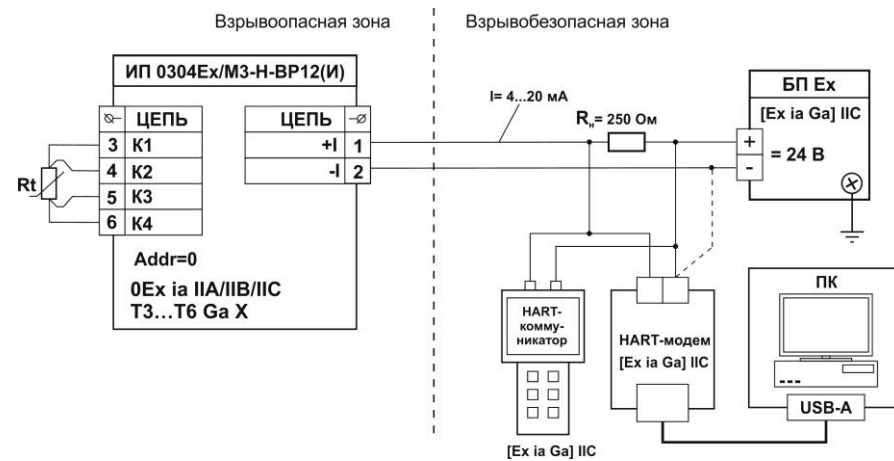 Взрывоопасная зона
Взрывобезопасная зона
ИП 0304Ex/М3-Н-ВР12(И)
ЦЕПЬ
ЦЕПЬ
3 К1
+I 1
4 К2
-I 2
5 К3
6 К4
Rt
Addr=0
0Ex ia IIA/IIB/IIC
T3...T6 Ga X
I= 4...20 мА
Rн= 250 Ом
БП Ex
[Ex ia Ga] IIC
+
= 24 В
-
HART-
комму-
никатор
[Ex ia Ga] IIC
HART-модем
[Ex ia Ga] IIC
ПК
USB-A